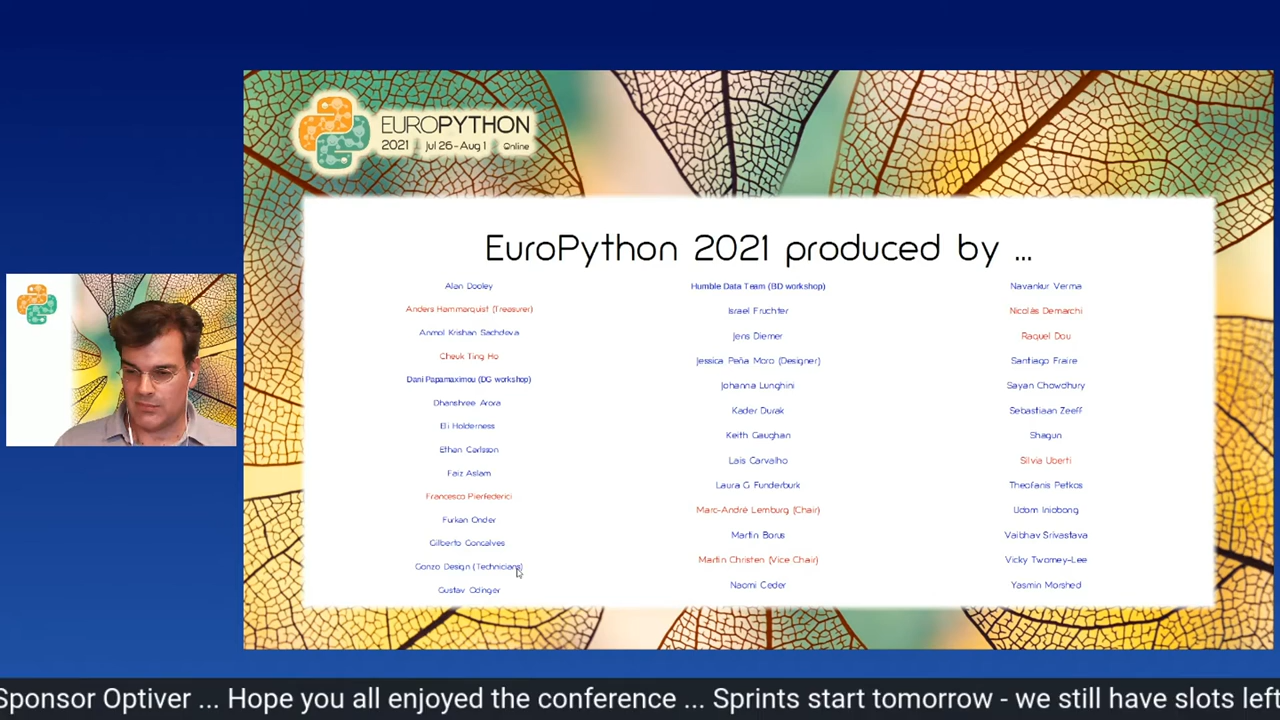 EUROPYTHON
2021 Jul 26-Aug 1 Online
EuroPython 2021 produced by ...
Alan Dooley
Anders Hammarquist (Treasurer)
Anmol Krishan Sachdeva
Cheuk Ting Ho
Dani Papamaximou (DG workshop)
Dhanshree Arora
Eli Holderness
Ethan Carlsson
Faiz Aslam
Francesco Pierfederici
Furkan Onder
Gilberto Goncalves
Gonzo Design (Technicians)
Gustav Odinger
Humble Data Team (BD workshop)
Israel Fruchter
Jens Diemer
Jessica Peña Moro (Designer)
Johanna Lunghini
Kader Durak
Keith Gaughan
Lais Carvalho
Laura G Funderburk
Marc-André Lemburg (Chair)
Martin Borus
Martin Christen (Vice Chair)
Naomi Ceder
Navankur Verma
Nicolás Demarchi
Raquel Dou
Santiago Fraire
Sayan Chowdhury
Sebastiaan Zeeff
Shagun
Silvia Uberti
Theofanis Petkos
Udom Iniobong
Vaibhav Srivastava
Vicky Twomey-Lee
Yasmin Morshed
Sponsor Optiver ... Hope you all enjoyed the conference ... Sprints start tomorrow - we still have slots left